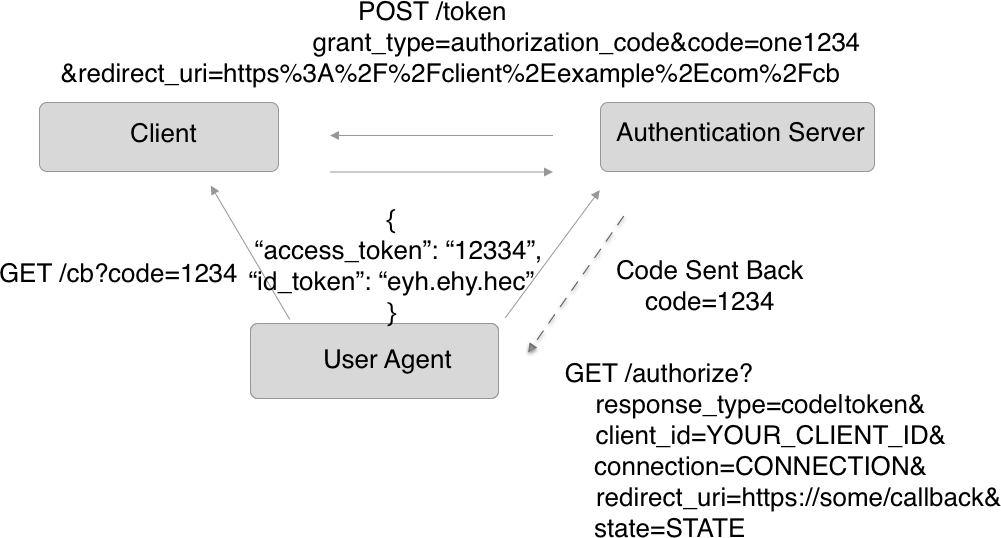 POST /token
grant_type=authorization_code&code=one1234
&redirect_uri=https%3A%2F%2Fclient%2Eexample%2Ecom%2Fcb
Client
Authentication Server
{
“access_token”: “12334”,
“id_token”: “eyh.ehy.hec”
}
GET /cb?code=1234
Code Sent Back
code=1234
User Agent
GET /authorize?
response_type=code|token&
client_id=YOUR_CLIENT_ID&
connection=CONNECTION&
redirect_uri=https://some/callback&
state=STATE